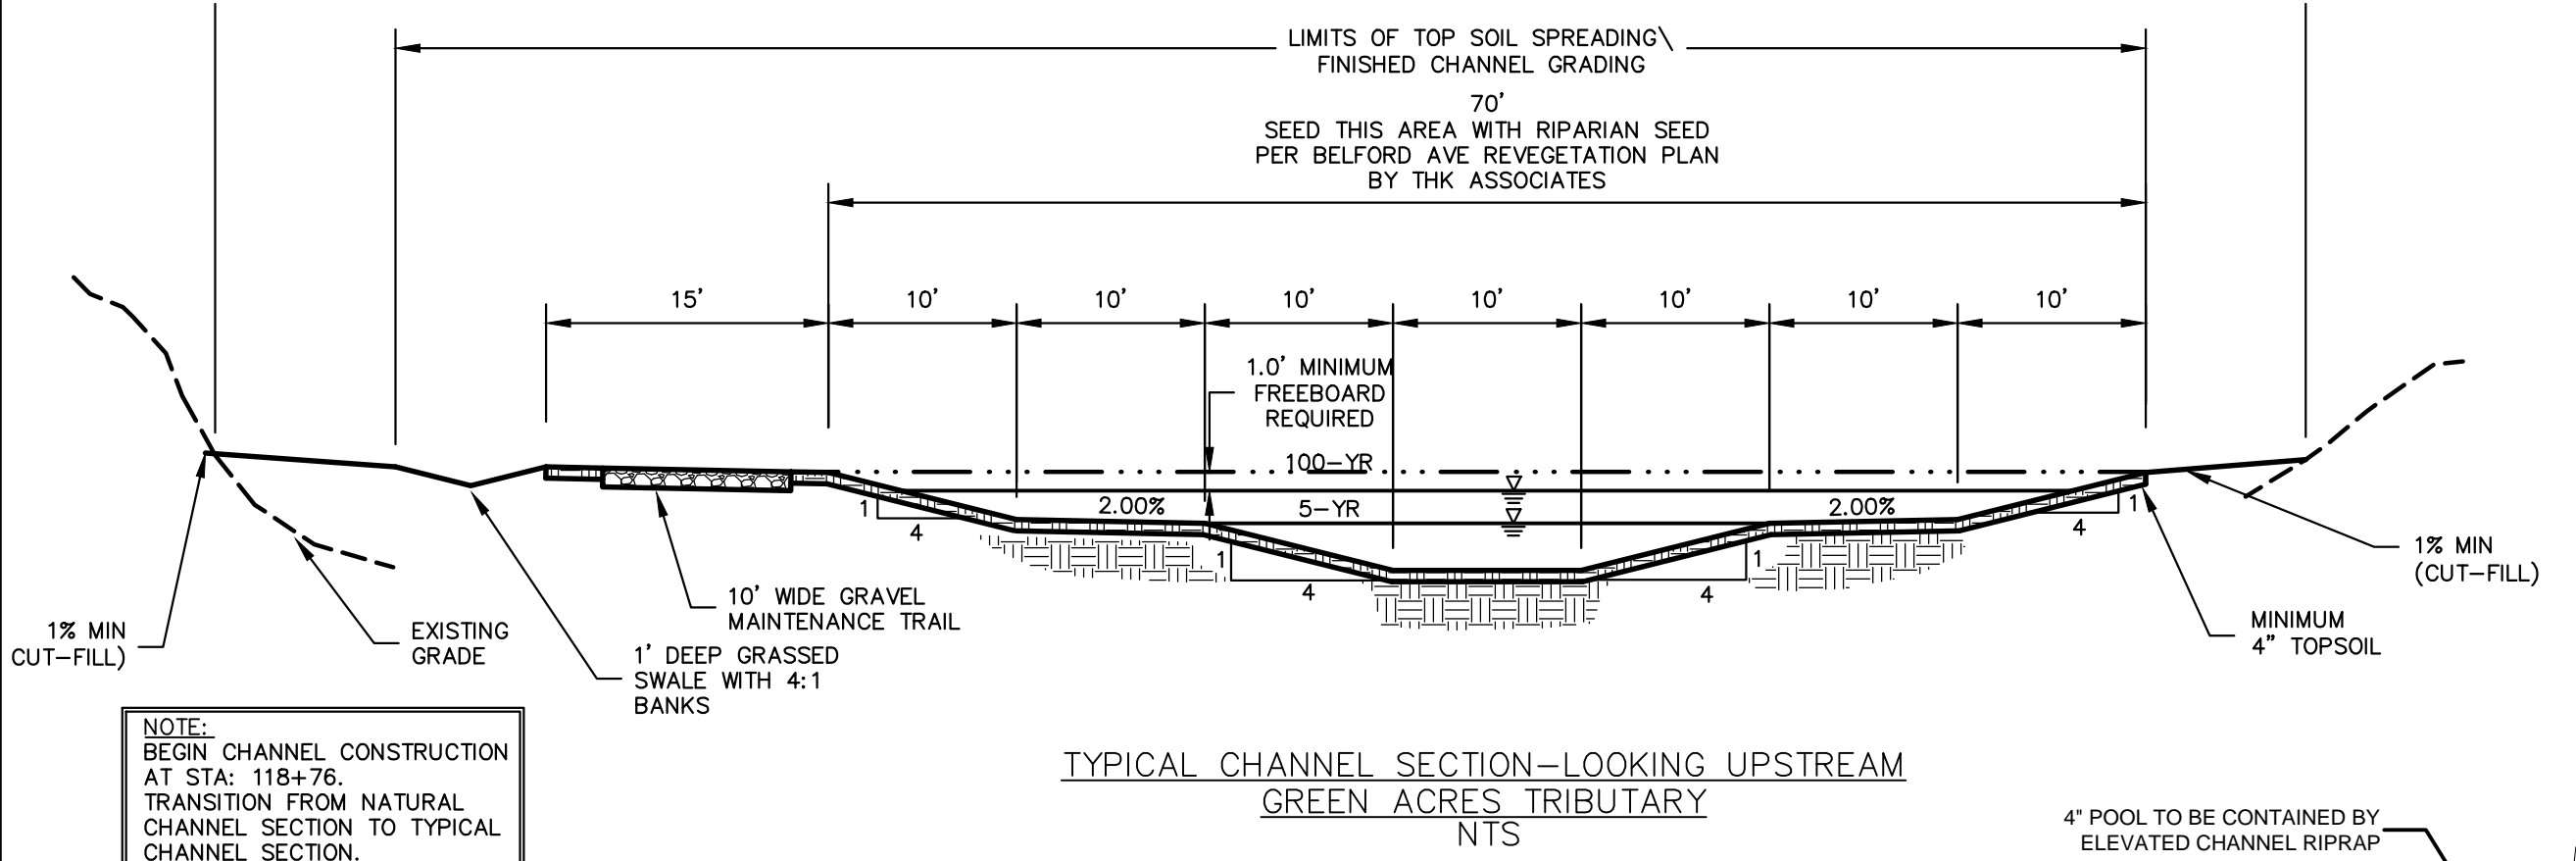 LIMITS OF TOP SOIL SPREADING\
FINISHED CHANNEL GRADING
70'
SEED THIS AREA WITH RIPARIAN SEED
PER BELFORD AVE REVEGETATION PLAN
BY THK ASSOCIATES
15'
10'
10'
10'
10'
10'
10'
10'
1.0' MINIMUM
FREEBOARD
REQUIRED
100-YR
5-YR
2.00%
2.00%
1
4
1
4
1
4
1
4
1% MIN
CUT-FILL)
EXISTING
GRADE
10' WIDE GRAVEL
MAINTENANCE TRAIL
1' DEEP GRASSED
SWALE WITH 4:1
BANKS
1% MIN
(CUT-FILL)
MINIMUM
4" TOPSOIL
NOTE:
BEGIN CHANNEL CONSTRUCTION
AT STA: 118+76.
TRANSITION FROM NATURAL
CHANNEL SECTION TO TYPICAL
CHANNEL SECTION.
TYPICAL CHANNEL SECTION-LOOKING UPSTREAM
GREEN ACRES TRIBUTARY
NTS
4" POOL TO BE CONTAINED BY
ELEVATED CHANNEL RIPRAP